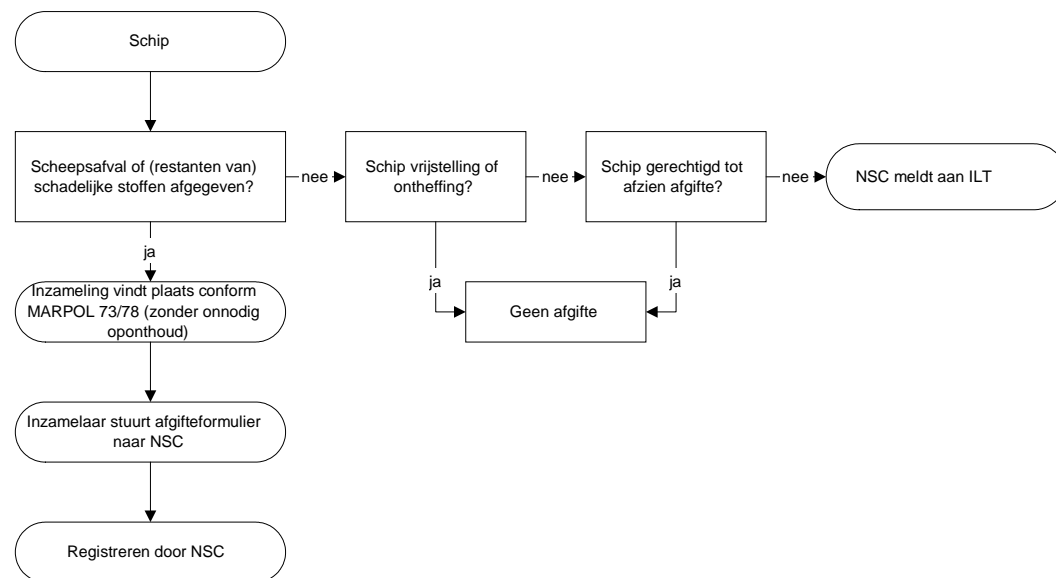 Schip
Scheepsafval of (restanten van)
schadelijke stoffen afgegeven?
nee
Schip vrijstelling of
ontheffing?
nee
Schip gerechtigd tot
afzien afgifte?
nee
NSC meldt aan ILT
ja
ja
ja
Inzameling vindt plaats conform
MARPOL 73/78 (zonder onnodig
oponthoud)
Geen afgifte
Inzamelaar stuurt afgifteformulier
naar NSC
Registreren door NSC